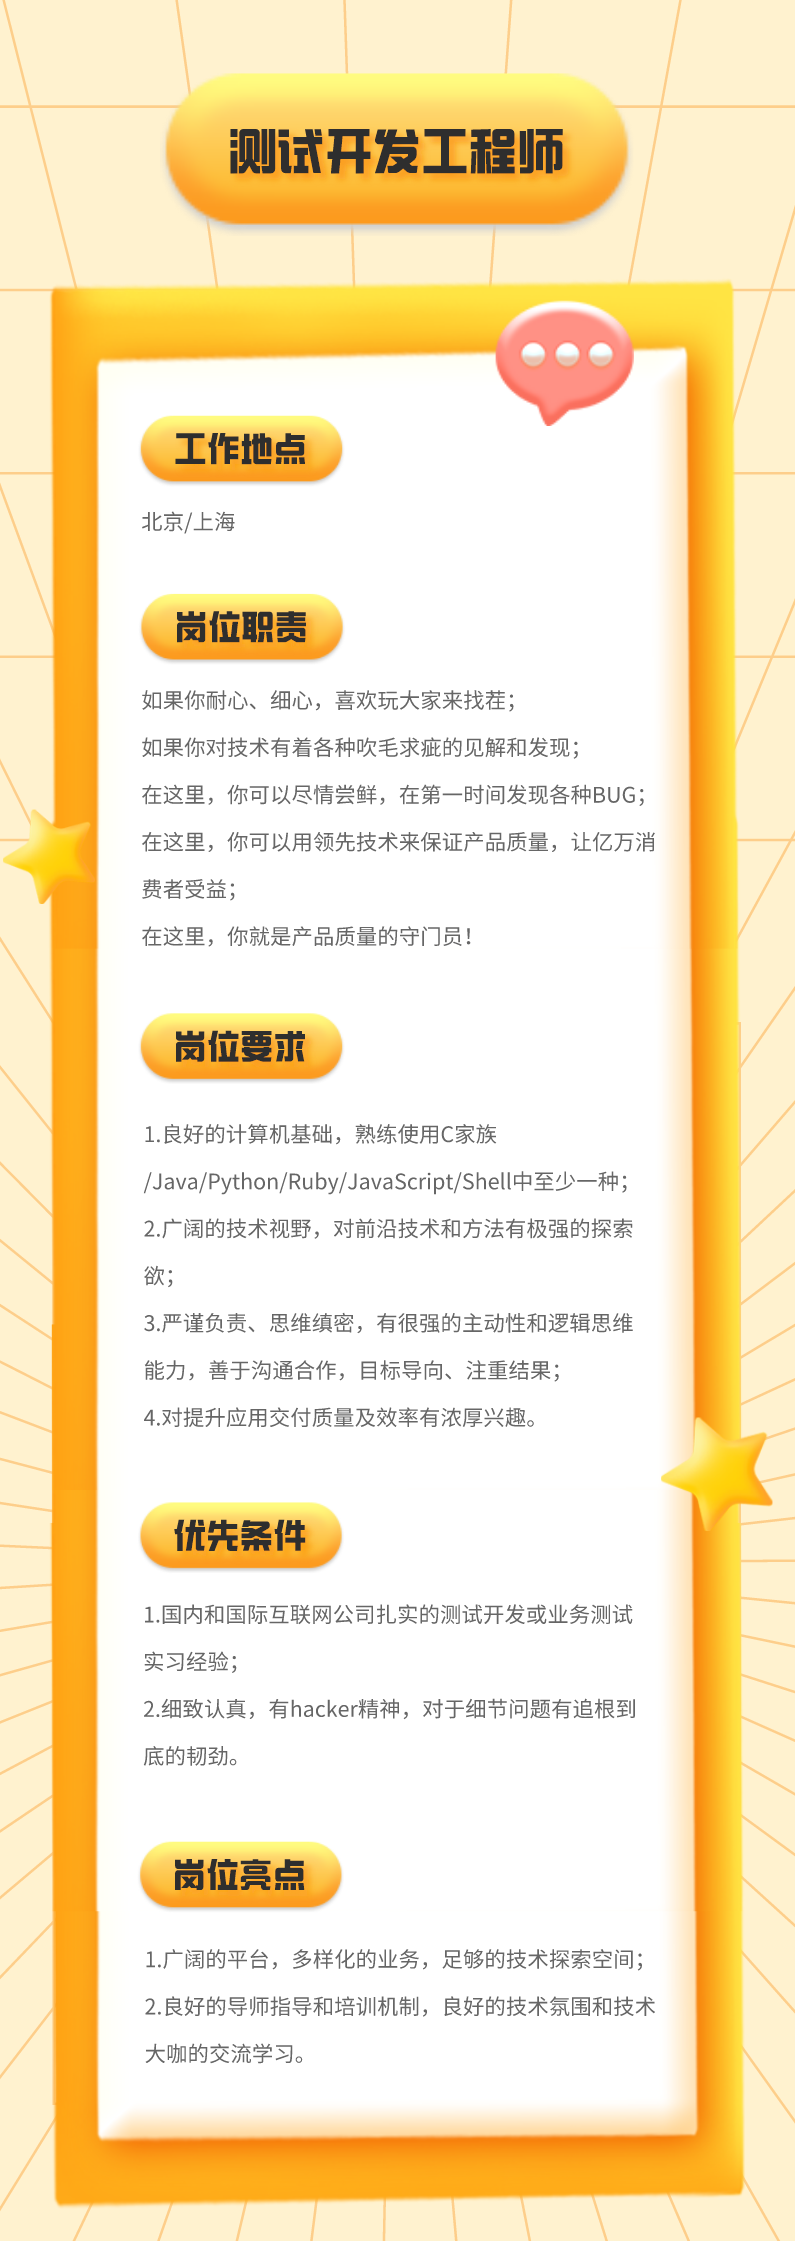 测试开发工程师
工作地点
北京/上海
岗位职责
如果你耐心、细心，喜欢玩大家来找茬；
如果你对技术有着各种吹毛求疵的见解和发现；
在这里，你可以尽情尝鲜，在第一时间发现各种BUG；
在这里，你可以用领先技术来保证产品质量，让亿万消
费者受益；
在这里，你就是产品质量的守门员！
岗位要求
1.良好的计算机基础，熟练使用C家族
/Java/Python/Ruby/JavaScript/Shell中至少一种；
2.广阔的技术视野，对前沿技术和方法有极强的探索
欲；
3.严谨负责、思维缜密，有很强的主动性和逻辑思维
能力，善于沟通合作，目标导向、注重结果；
4.对提升应用交付质量及效率有浓厚兴趣。
优先条件
1.国内和国际互联网公司扎实的测试开发或业务测试
实习经验；
2.细致认真，有hacker精神，对于细节问题有追根到
底的韧劲。
岗位亮点
1.广阔的平台，多样化的业务，足够的技术探索空间；
2.良好的导师指导和培训机制，良好的技术氛围和技术
大咖的交流学习。